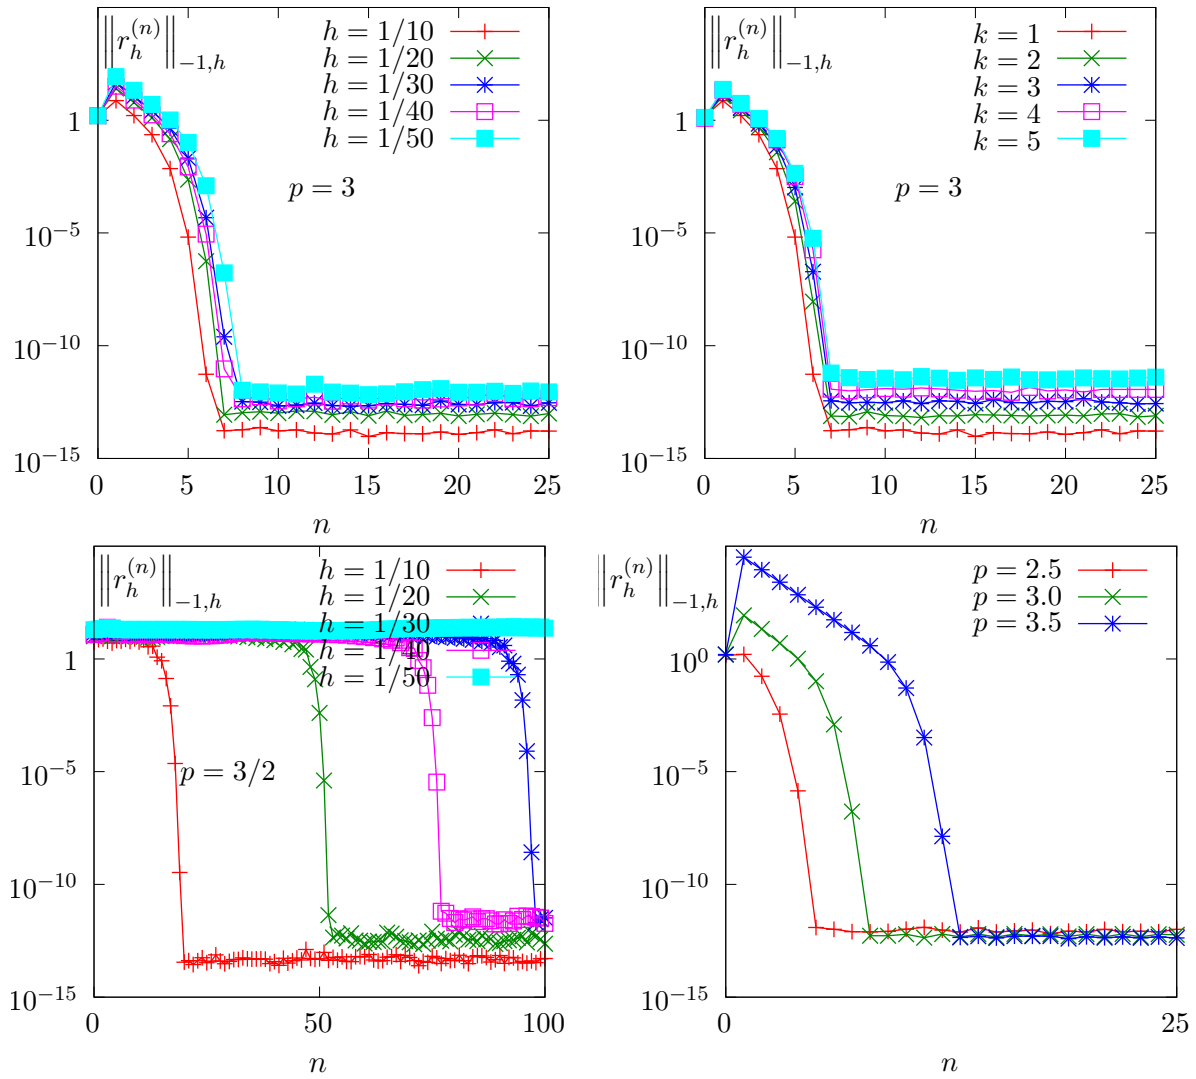 ‖r_h^{(n)}‖_{−1,h}
h = 1/10
h = 1/20
h = 1/30
h = 1/40
h = 1/50
p = 3
1
10^{−5}
10^{−10}
10^{−15}
0 5 10 15 20 25
n
‖r_h^{(n)}‖_{−1,h}
k = 1
k = 2
k = 3
k = 4
k = 5
p = 3
1
10^{−5}
10^{−10}
10^{−15}
0 5 10 15 20 25
n
‖r_h^{(n)}‖_{−1,h}
h = 1/10
h = 1/20
h = 1/30
h = 1/40
h = 1/50
p = 3/2
1
10^{−5}
10^{−10}
10^{−15}
0 50 100
n
‖r_h^{(n)}‖_{−1,h}
p = 2.5
p = 3.0
p = 3.5
10^{0}
10^{−5}
10^{−10}
10^{−15}
0 25
n